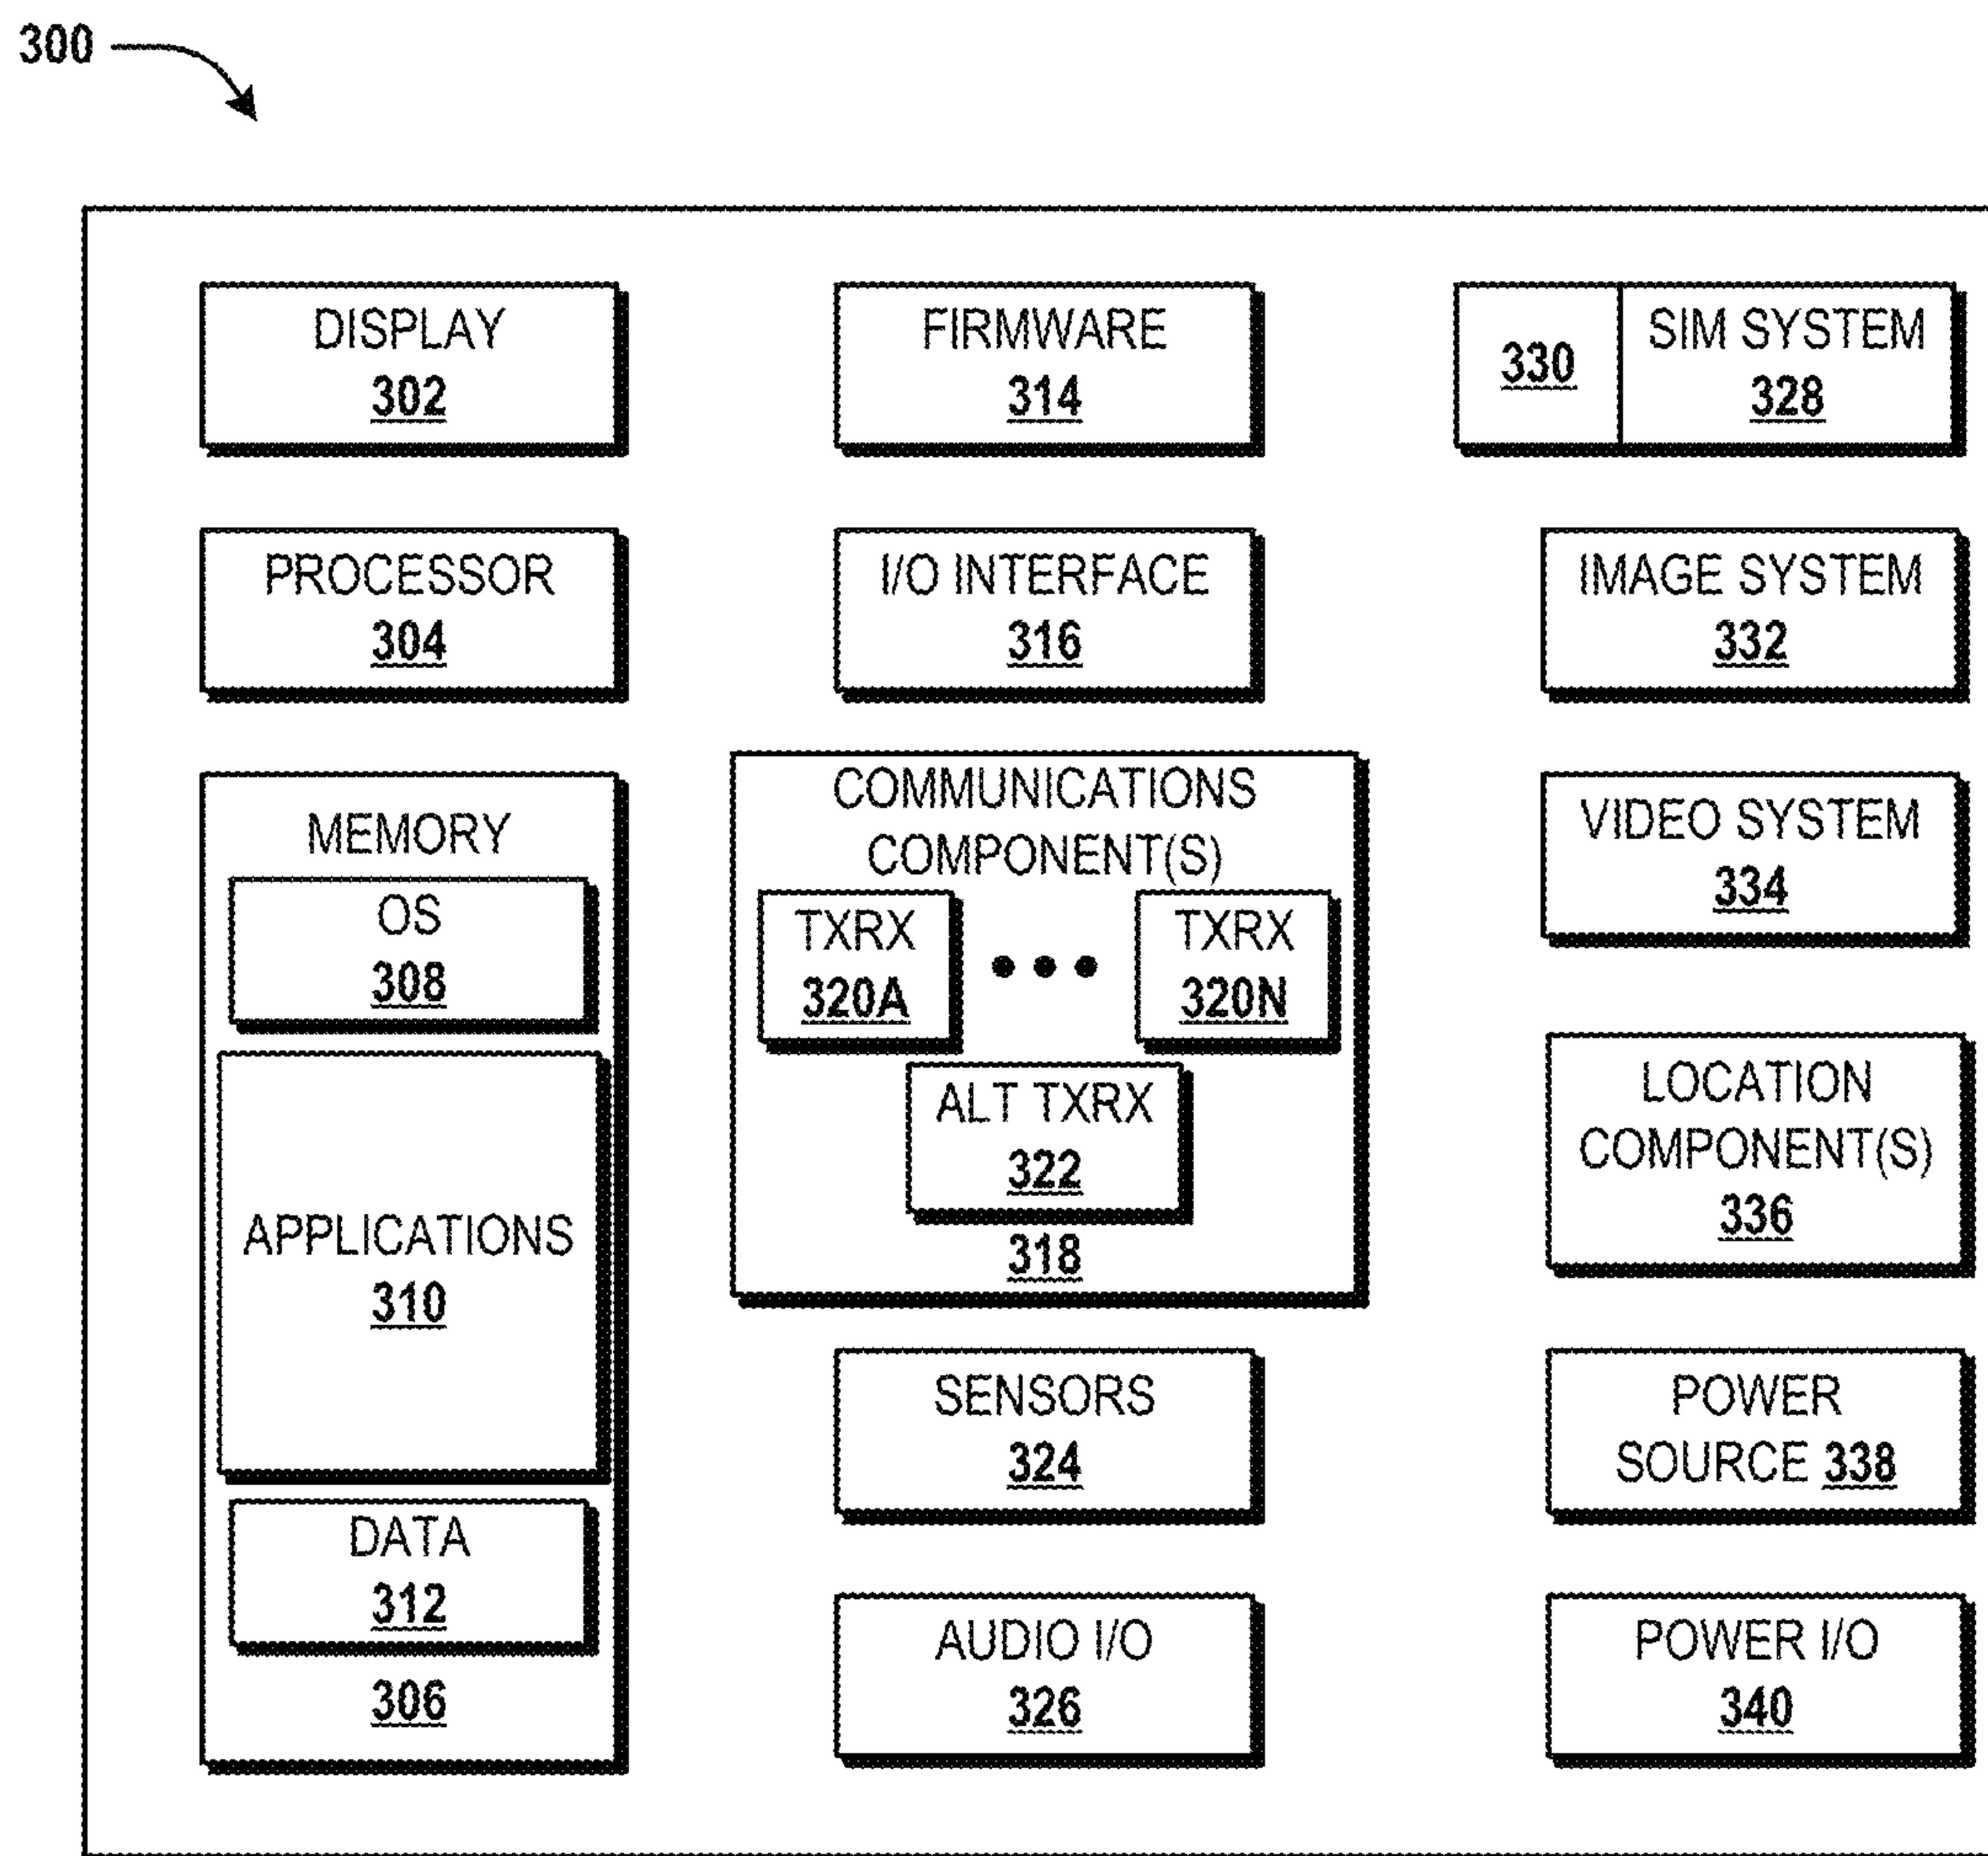 300
DISPLAY
302
PROCESSOR
304
MEMORY
OS
308
APPLICATIONS
310
DATA
312
306
FIRMWARE
314
I/O INTERFACE
316
COMMUNICATIONS
COMPONENT(S)
TXRX
320A
TXRX
320N
ALT TXRX
322
318
SENSORS
324
AUDIO I/O
326
330
SIM SYSTEM
328
IMAGE SYSTEM
332
VIDEO SYSTEM
334
LOCATION
COMPONENT(S)
336
POWER
SOURCE 338
POWER I/O
340